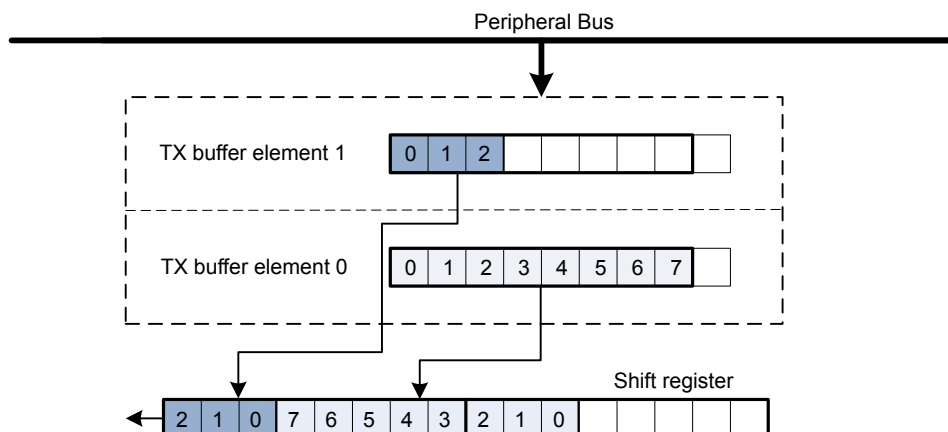 Peripheral Bus
TX buffer element 1 0 1 2
TX buffer element 0 0 1 2 3 4 5 6 7
Shift register
2 1 0 7 6 5 4 3 2 1 0